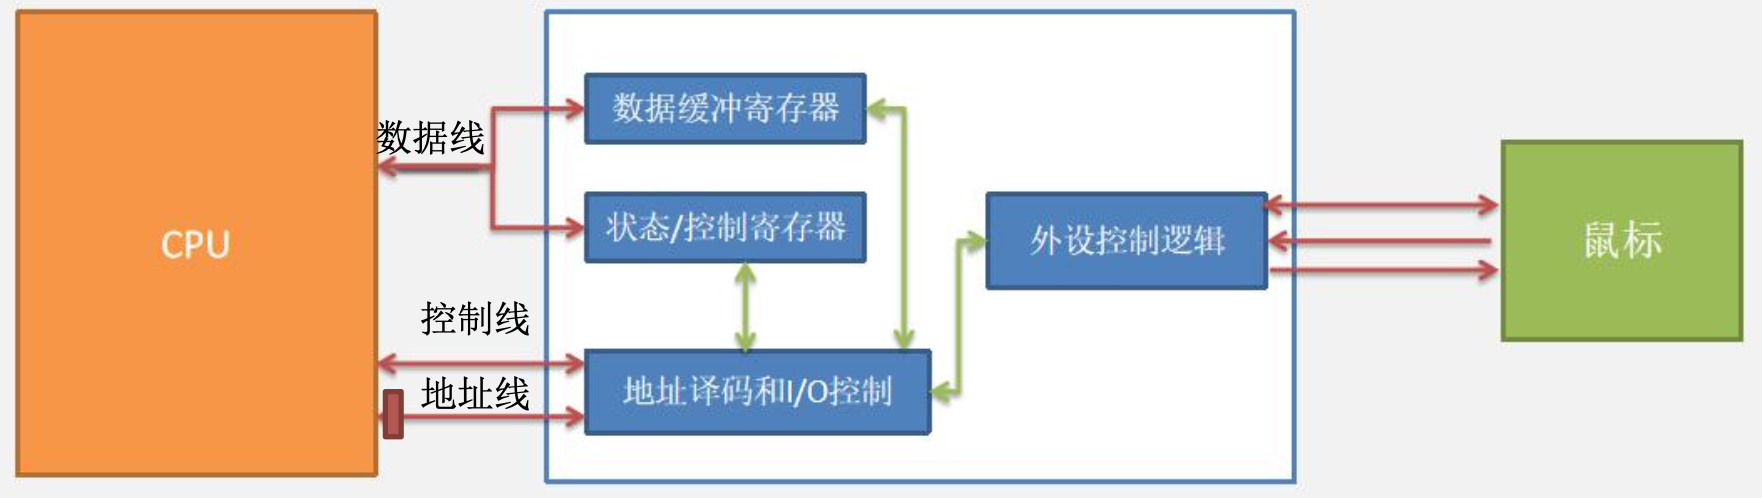 CPU
数据线
控制线
地址线
数据缓冲寄存器
状态/控制寄存器
地址译码和I/O控制
外设控制逻辑
鼠标